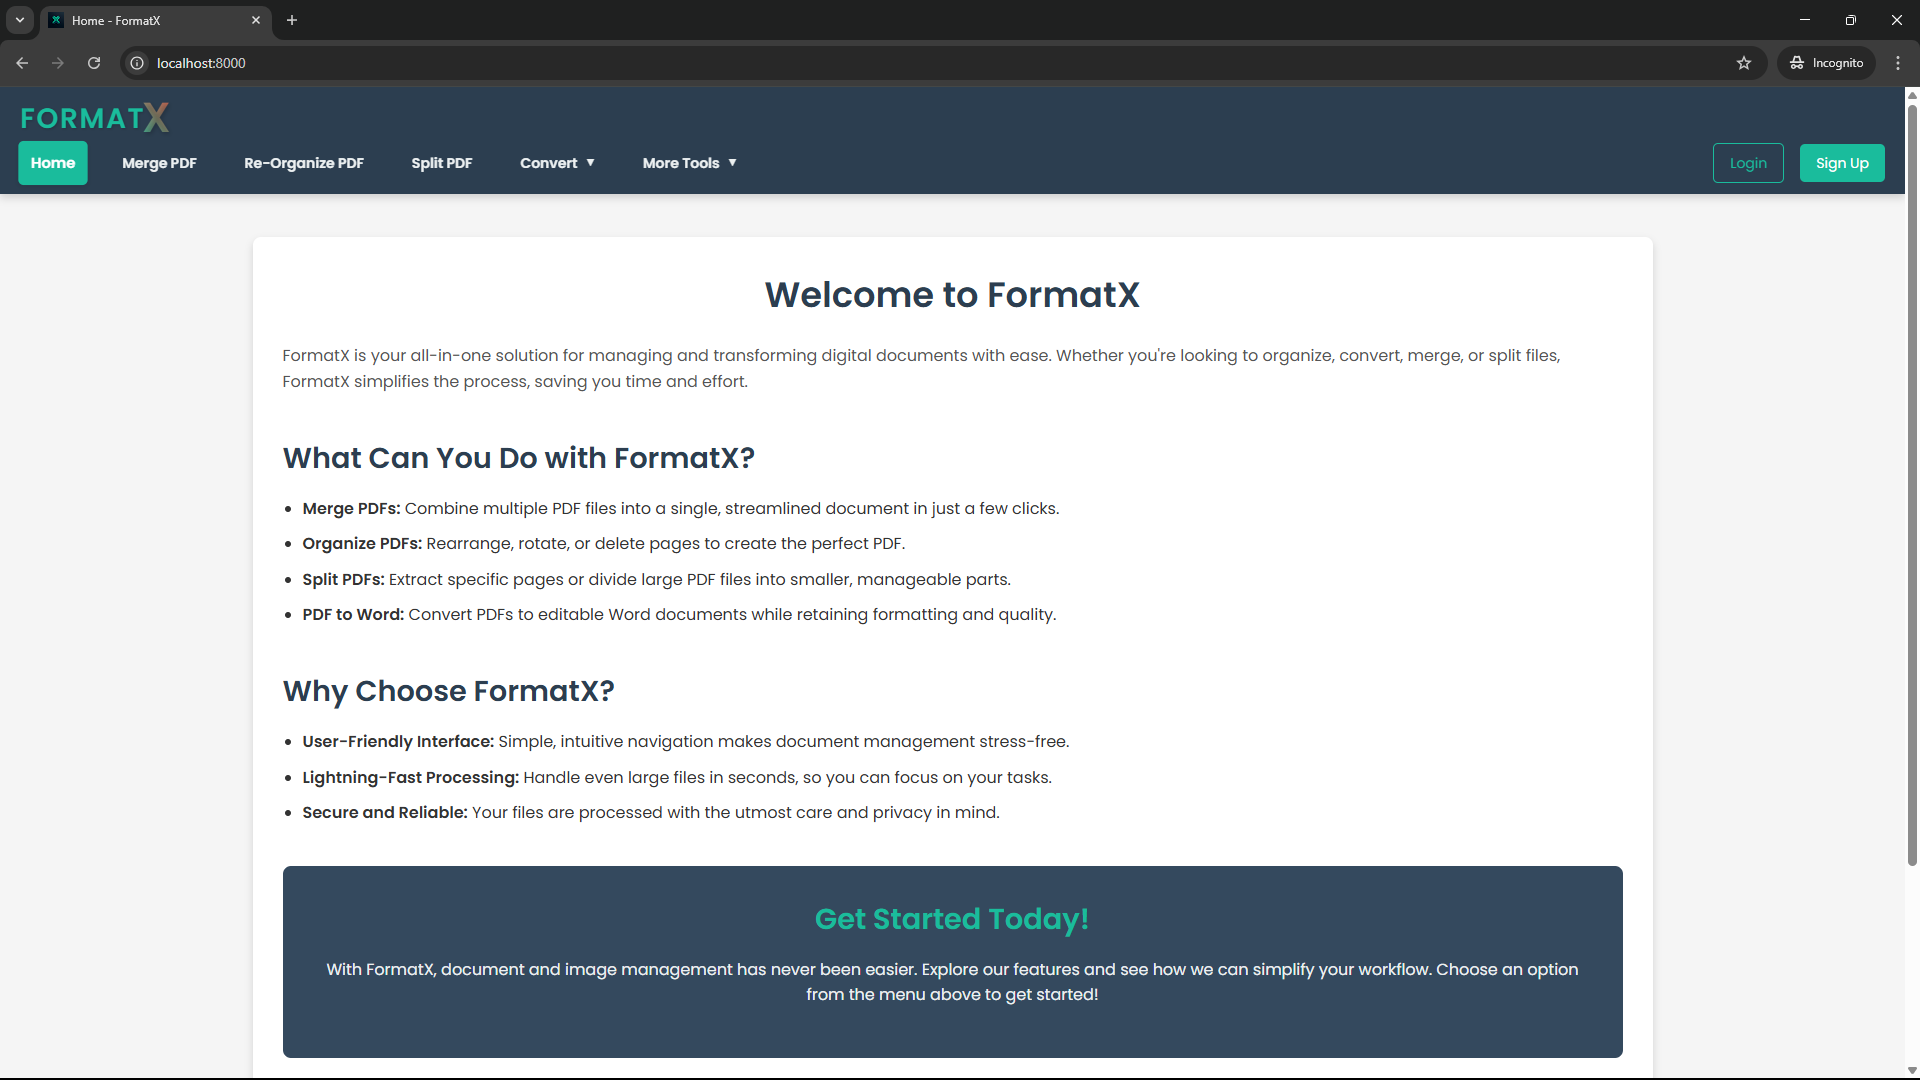 Home - FormatX
localhost:8000
Incognito
FORMATX
Home
Merge PDF
Re-Organize PDF
Split PDF
Convert ▼
More Tools ▼
Login
Sign Up
Welcome to FormatX
FormatX is your all-in-one solution for managing and transforming digital documents with ease. Whether you're looking to organize, convert, merge, or split files,
FormatX simplifies the process, saving you time and effort.
What Can You Do with FormatX?
• Merge PDFs: Combine multiple PDF files into a single, streamlined document in just a few clicks.
• Organize PDFs: Rearrange, rotate, or delete pages to create the perfect PDF.
• Split PDFs: Extract specific pages or divide large PDF files into smaller, manageable parts.
• PDF to Word: Convert PDFs to editable Word documents while retaining formatting and quality.
Why Choose FormatX?
• User-Friendly Interface: Simple, intuitive navigation makes document management stress-free.
• Lightning-Fast Processing: Handle even large files in seconds, so you can focus on your tasks.
• Secure and Reliable: Your files are processed with the utmost care and privacy in mind.
Get Started Today!
With FormatX, document and image management has never been easier. Explore our features and see how we can simplify your workflow. Choose an option
from the menu above to get started!